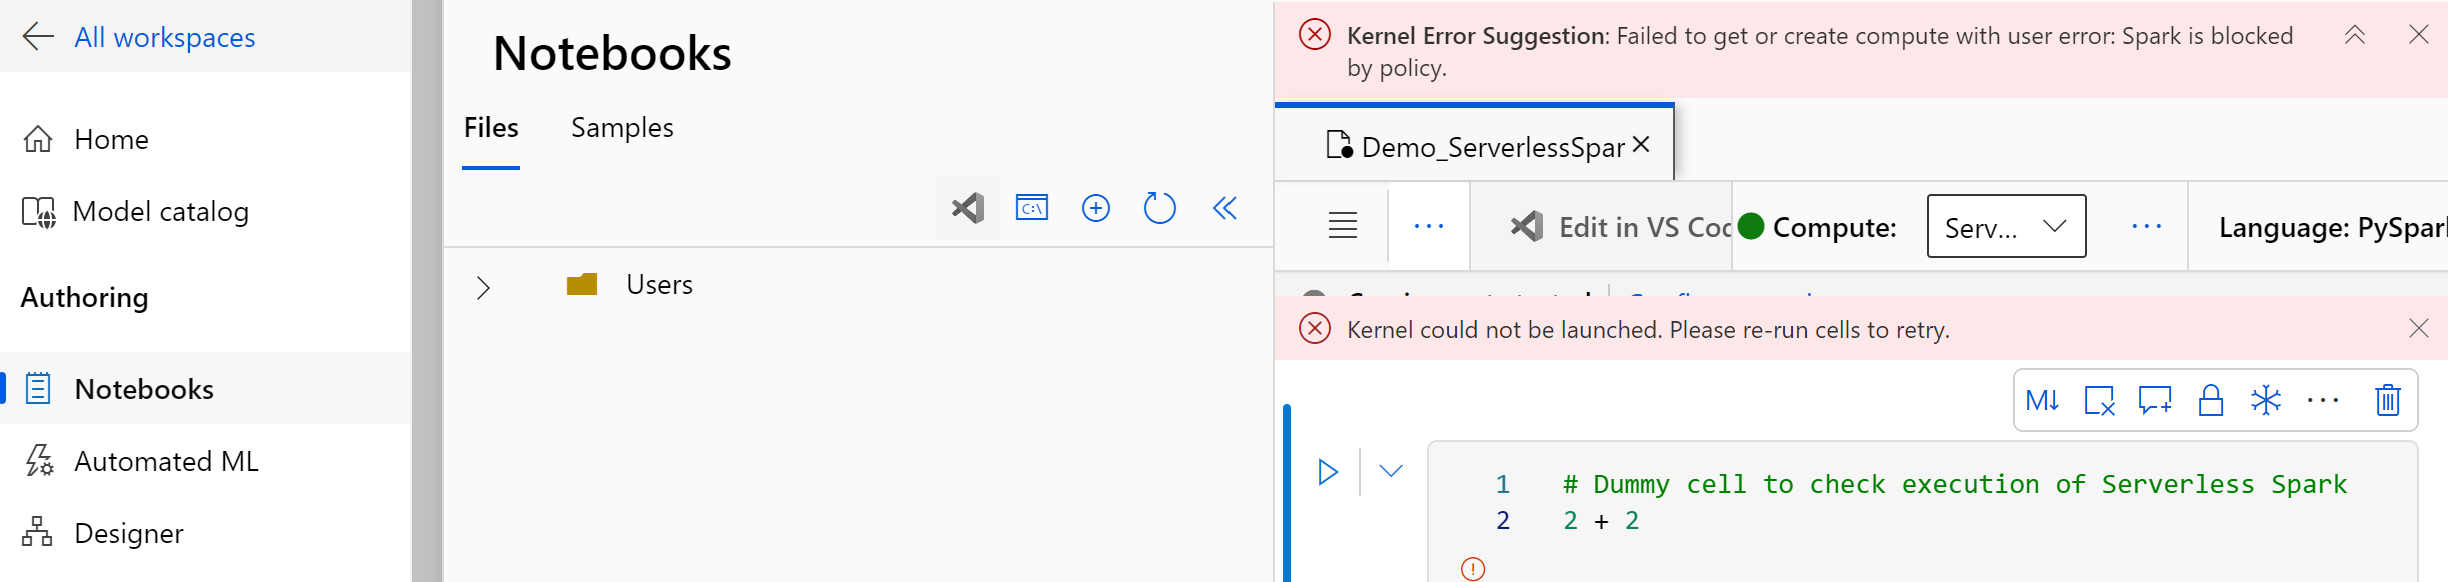 All workspaces
Home
Model catalog
Authoring
Notebooks
Automated ML
Designer
Notebooks
Files
Samples
Users
Kernel Error Suggestion: Failed to get or create compute with user error: Spark is blocked
by policy.
Demo_ServerlessSpar
Edit in VS Coc
Compute:
Serv...
Language: PySpark
Kernel could not be launched. Please re-run cells to retry.
M↓
1 # Dummy cell to check execution of Serverless Spark
2 2 + 2